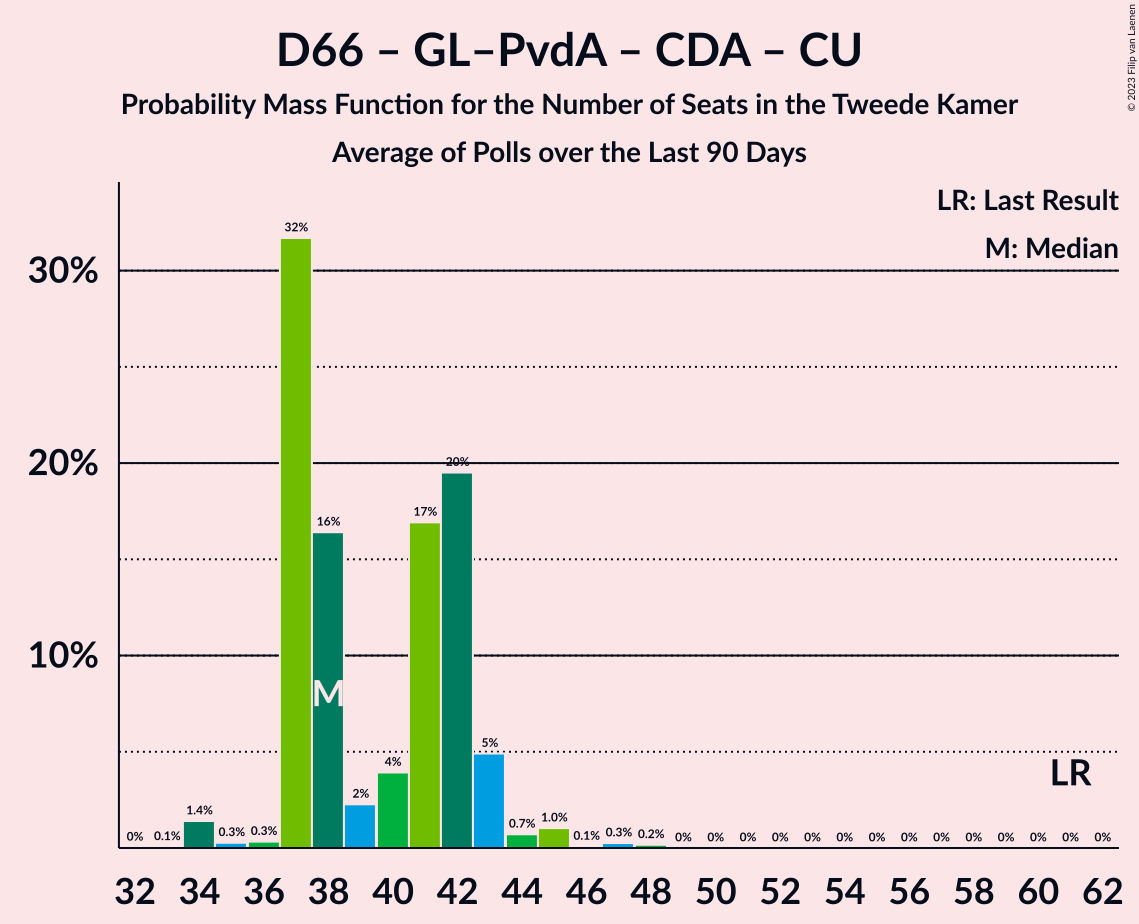 D66 – GL–PvdA – CDA – CU
Probability Mass Function for the Number of Seats in the Tweede Kamer
Average of Polls over the Last 90 Days
© 2023 Filip van Laenen
LR: Last Result
M: Median
30%
20%
10%
0% 0.1% 1.4% 0.3% 0.3% 32% 16% 2% 4% 17% 20% 5% 0.7% 1.0% 0.1% 0.3% 0.2% 0% 0% 0% 0% 0% 0% 0% 0% 0% 0% 0% 0% 0% 0%
M
LR
32 34 36 38 40 42 44 46 48 50 52 54 56 58 60 62